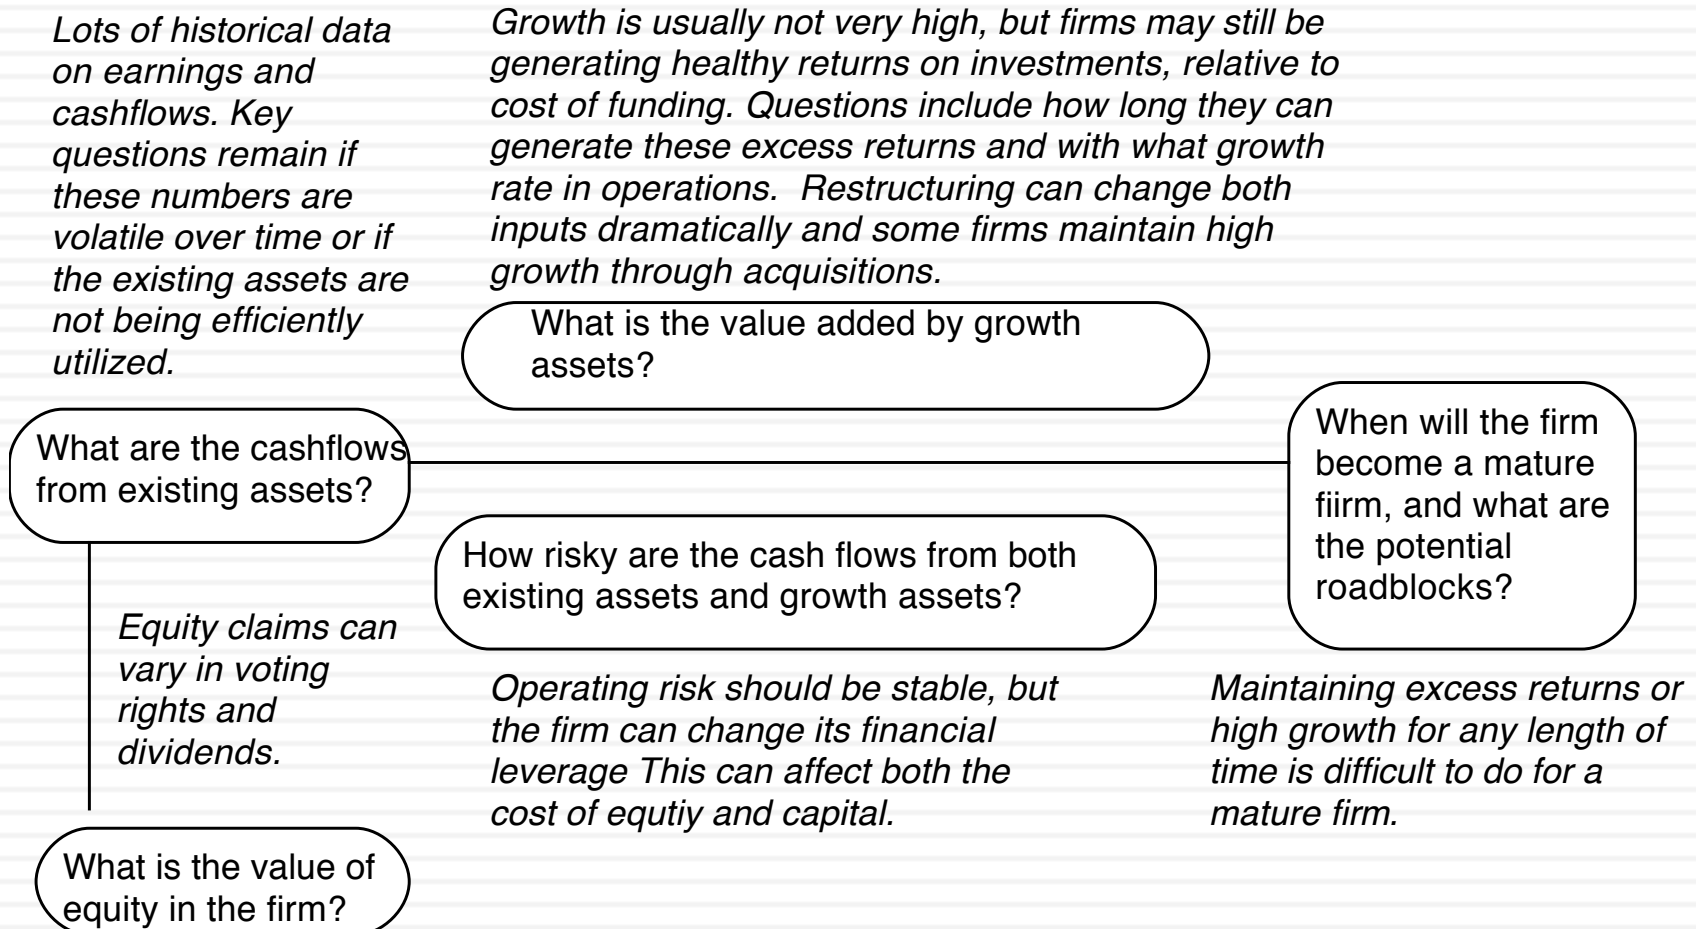 Lots of historical data
on earnings and
cashflows. Key
questions remain if
these numbers are
volatile over time or if
the existing assets are
not being efficiently
utilized.
Growth is usually not very high, but firms may still be
generating healthy returns on investments, relative to
cost of funding. Questions include how long they can
generate these excess returns and with what growth
rate in operations.  Restructuring can change both
inputs dramatically and some firms maintain high
growth through acquisitions.
What is the value added by growth
assets?
What are the cashflows
from existing assets?
When will the firm
become a mature
fiirm, and what are
the potential
roadblocks?
How risky are the cash flows from both
existing assets and growth assets?
Equity claims can
vary in voting
rights and
dividends.
Operating risk should be stable, but
the firm can change its financial
leverage This can affect both the
cost of equtiy and capital.
Maintaining excess returns or
high growth for any length of
time is difficult to do for a
mature firm.
What is the value of
equity in the firm?